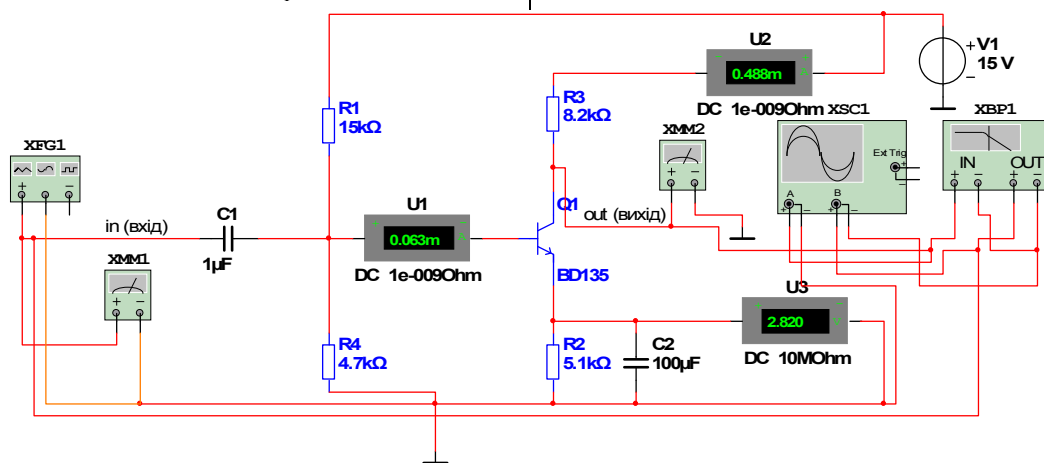 U2
V1
15 V
0.488m
A
DC 1e-009Ohm
R3
8.2kΩ
XSC1
XBP1
R1
15kΩ
XMM2
Ext Trig
IN OUT
A
B
XFG1
Q1
out (вихід)
U1
in (вхід)
C1
1µF
0.063m
DC 1e-009Ohm
BD135
XMM1
U3
2.820
V
DC 10MOhm
R4
4.7kΩ
R2
5.1kΩ
C2
100µF